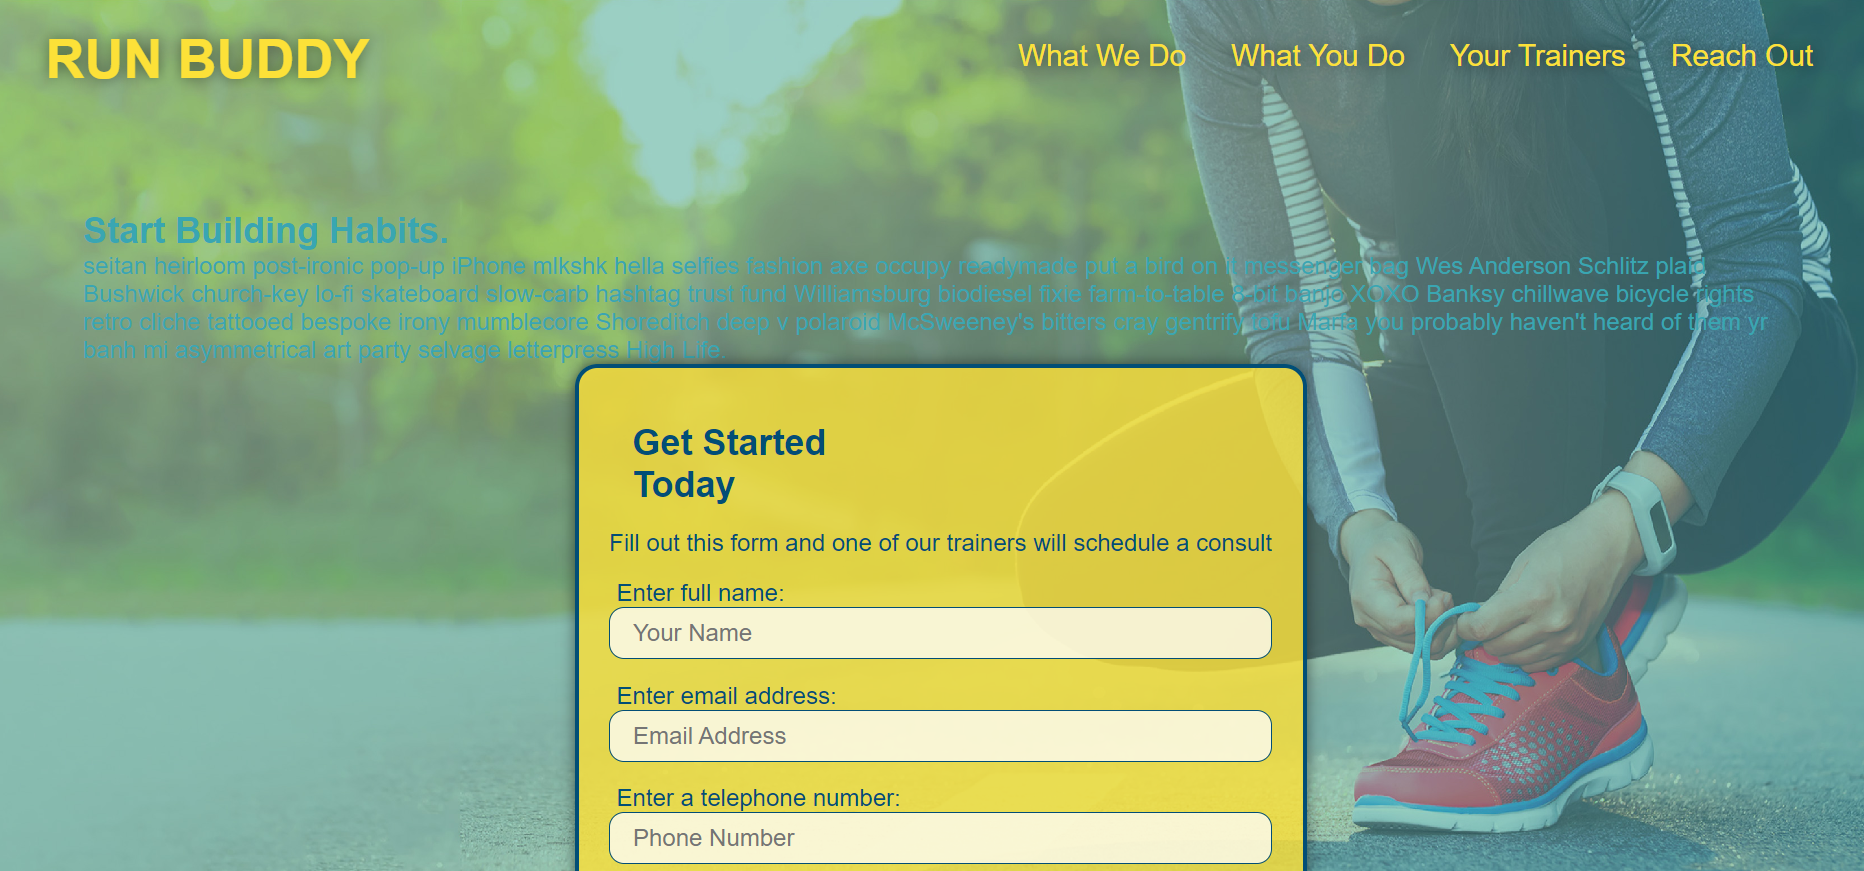 RUN BUDDY
What We Do What You Do Your Trainers Reach Out
Start Building Habits.
seitan heirloom post-ironic pop-up iPhone mlkshk hella selfies fashion axe occupy readymade put a bird on it messenger bag Wes Anderson Schlitz plaid
Bushwick church-key lo-fi skateboard slow-carb hashtag trust fund Williamsburg biodiesel fixie farm-to-table 8-bit banjo XOXO Banksy chillwave bicycle rights
retro cliche tattooed bespoke irony mumblecore Shoreditch deep v polaroid McSweeney's bitters cray gentrify tofu Marfa you probably haven't heard of them yr
banh mi asymmetrical art party selvage letterpress High Life.
Get Started
Today
Fill out this form and one of our trainers will schedule a consult
Enter full name:
Your Name
Enter email address:
Email Address
Enter a telephone number:
Phone Number